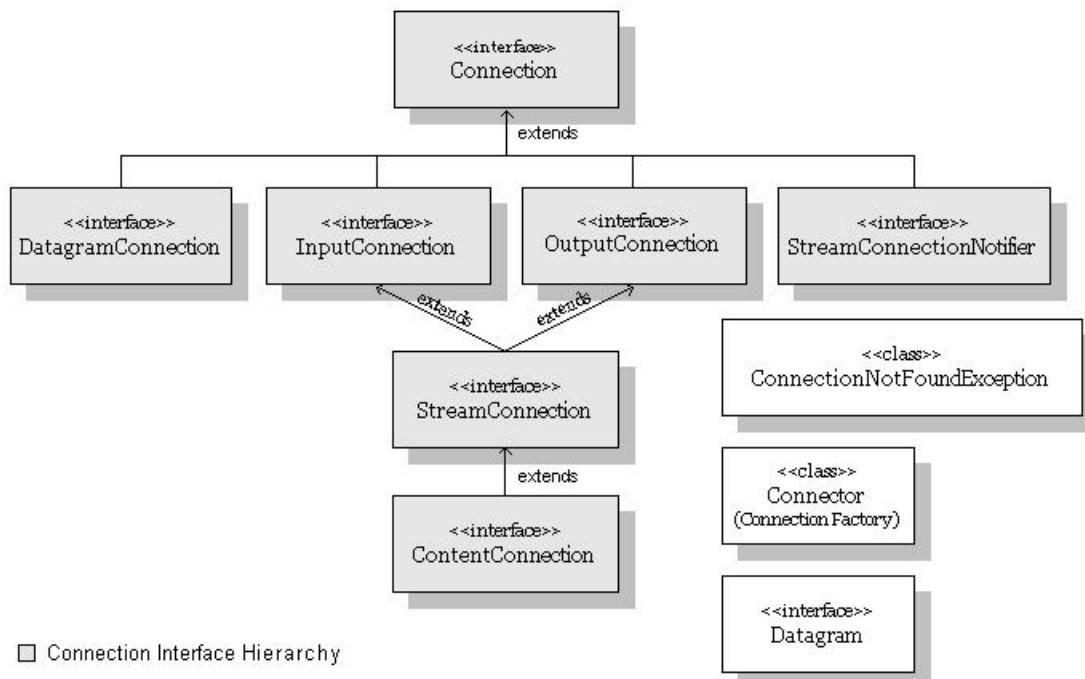 <<interface>>
Connection
extends
<<interface>>
DatagramConnection
<<interface>>
InputConnection
<<interface>>
OutputConnection
<<interface>>
StreamConnectionNotifier
extends
extends
<<class>>
ConnectionNotFoundException
<<interface>>
StreamConnection
<<class>>
Connector
(Connection Factory)
extends
<<interface>>
ContentConnection
<<interface>>
Datagram
Connection Interface Hierarchy